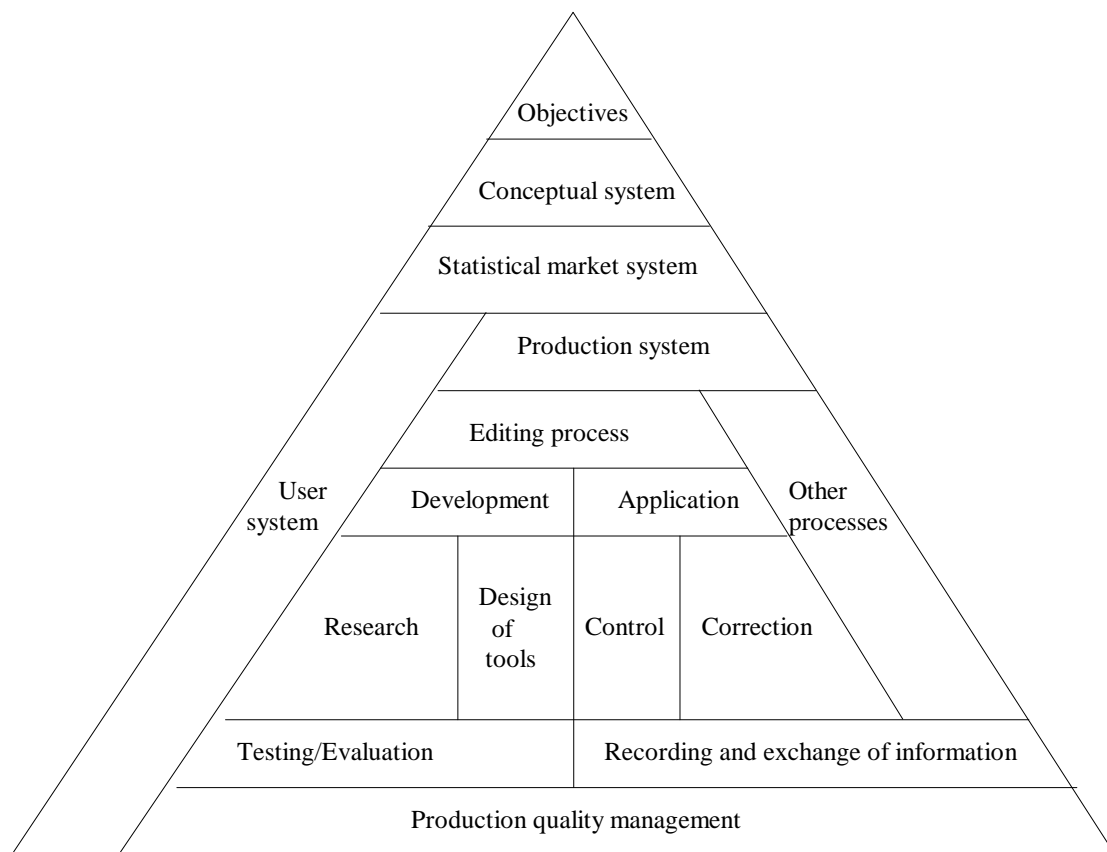 Objectives
Conceptual system
Statistical market system
Production system
Editing process
User
system
Development
Application
Other
processes
Research
Design
of
tools
Control
Correction
Testing/Evaluation
Recording and exchange of information
Production quality management